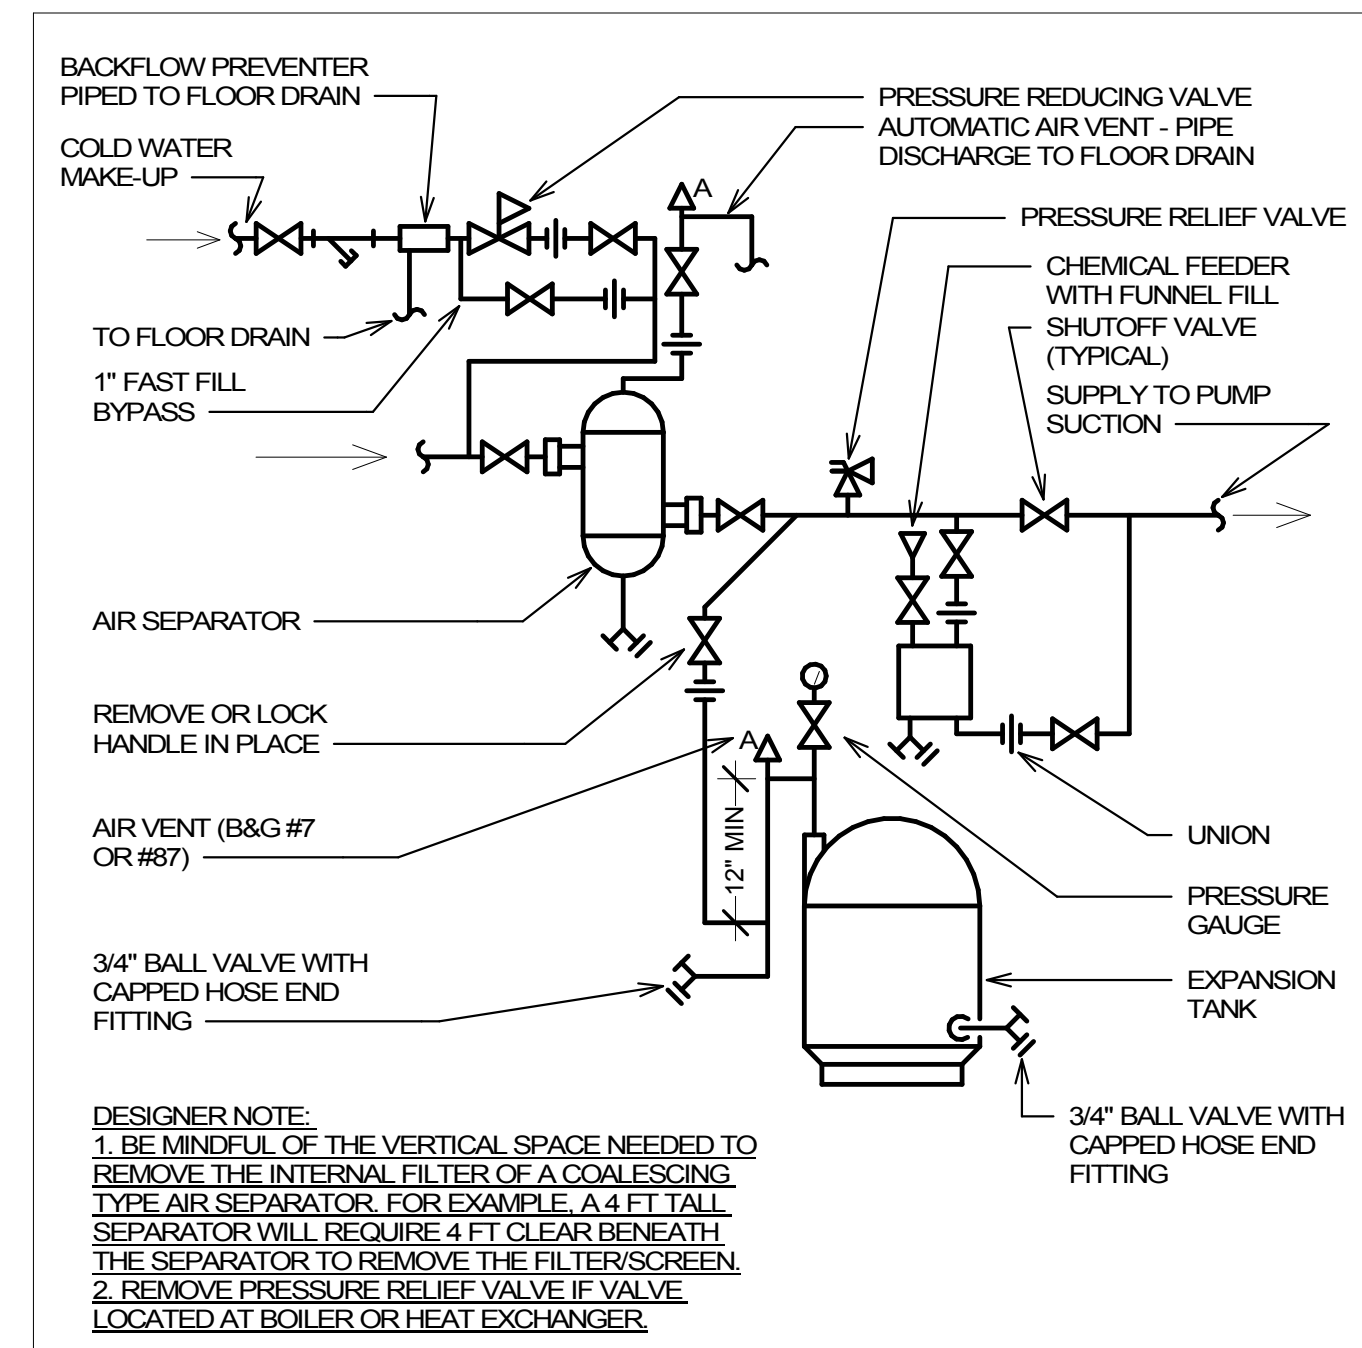 BACKFLOW PREVENTER
PIPED TO FLOOR DRAIN
COLD WATER
MAKE-UP
TO FLOOR DRAIN
1" FAST FILL
BYPASS
PRESSURE REDUCING VALVE
AUTOMATIC AIR VENT - PIPE
DISCHARGE TO FLOOR DRAIN
A
PRESSURE RELIEF VALVE
CHEMICAL FEEDER
WITH FUNNEL FILL
SHUTOFF VALVE
(TYPICAL)
SUPPLY TO PUMP
SUCTION
AIR SEPARATOR
REMOVE OR LOCK
HANDLE IN PLACE
A
AIR VENT (B&G #7
OR #87)
12" MIN
UNION
PRESSURE
GAUGE
3/4" BALL VALVE WITH
CAPPED HOSE END
FITTING
EXPANSION
TANK
3/4" BALL VALVE WITH
CAPPED HOSE END
FITTING
DESIGNER NOTE:
1. BE MINDFUL OF THE VERTICAL SPACE NEEDED TO
REMOVE THE INTERNAL FILTER OF A COALESCING
TYPE AIR SEPARATOR. FOR EXAMPLE, A 4 FT TALL
SEPARATOR WILL REQUIRE 4 FT CLEAR BENEATH
THE SEPARATOR TO REMOVE THE FILTER/SCREEN.
2. REMOVE PRESSURE RELIEF VALVE IF VALVE
LOCATED AT BOILER OR HEAT EXCHANGER.